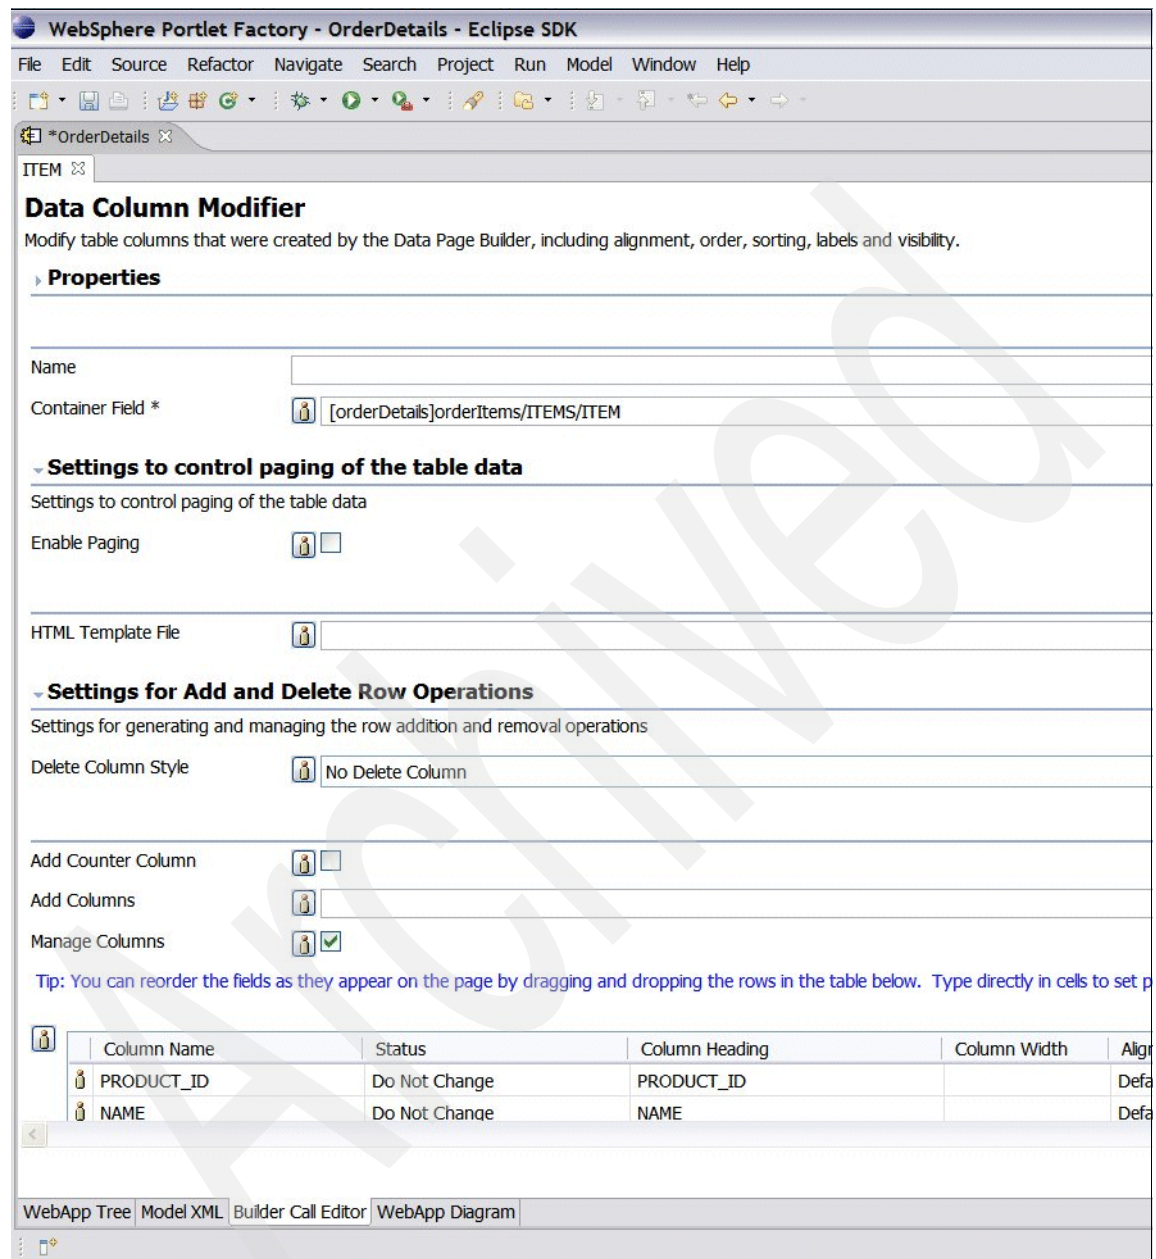 WebSphere Portlet Factory - OrderDetails - Eclipse SDK
File Edit Source Refactor Navigate Search Project Run Model Window Help
*OrderDetails
ITEM
Data Column Modifier
Modify table columns that were created by the Data Page Builder, including alignment, order, sorting, labels and visibility.
Properties
Name
Container Field * [orderDetails]orderItems/ITEMS/ITEM
Settings to control paging of the table data
Settings to control paging of the table data
Enable Paging
HTML Template File
Settings for Add and Delete Row Operations
Settings for generating and managing the row addition and removal operations
Delete Column Style No Delete Column
Add Counter Column
Add Columns
Manage Columns
Tip: You can reorder the fields as they appear on the page by dragging and dropping the rows in the table below. Type directly in cells to set p
Column Name Status Column Heading Column Width Aligr
PRODUCT_ID Do Not Change PRODUCT_ID Defa
NAME Do Not Change NAME Defa
WebApp Tree Model XML Builder Call Editor WebApp Diagram
Archived